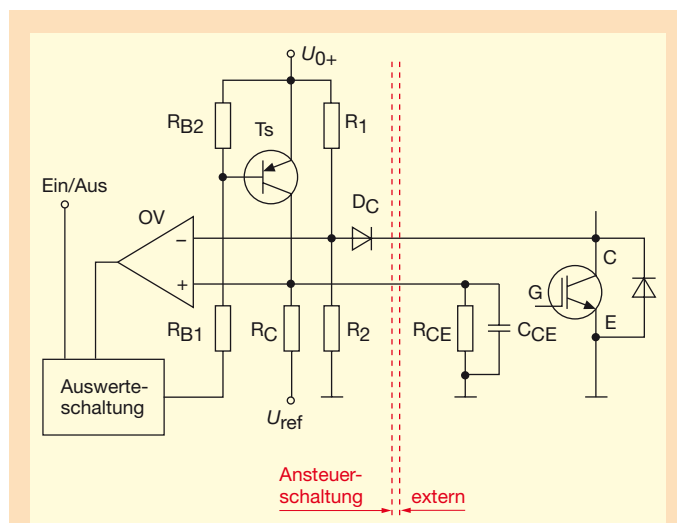 U0+
RB2
Ts
R1
Ein/Aus
OV
DC
−
+
C
G
E
RB1
RC
R2
RCE
CCE
Auswerte-
schaltung
Uref
Ansteuer-
schaltung
extern